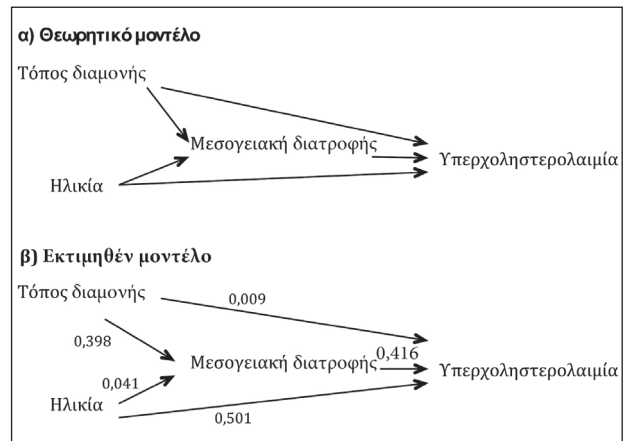 α) Θεωρητικό μοντέλο
Τόπος διαμονής
Μεσογειακή διατροφής
Υπερχοληστερολαιμία
Ηλικία
β) Εκτιμηθέν μοντέλο
Τόπος διαμονής
0,009
0,398
Μεσογειακή διατροφής
0,416
Υπερχοληστερολαιμία
0,041
Ηλικία
0,501